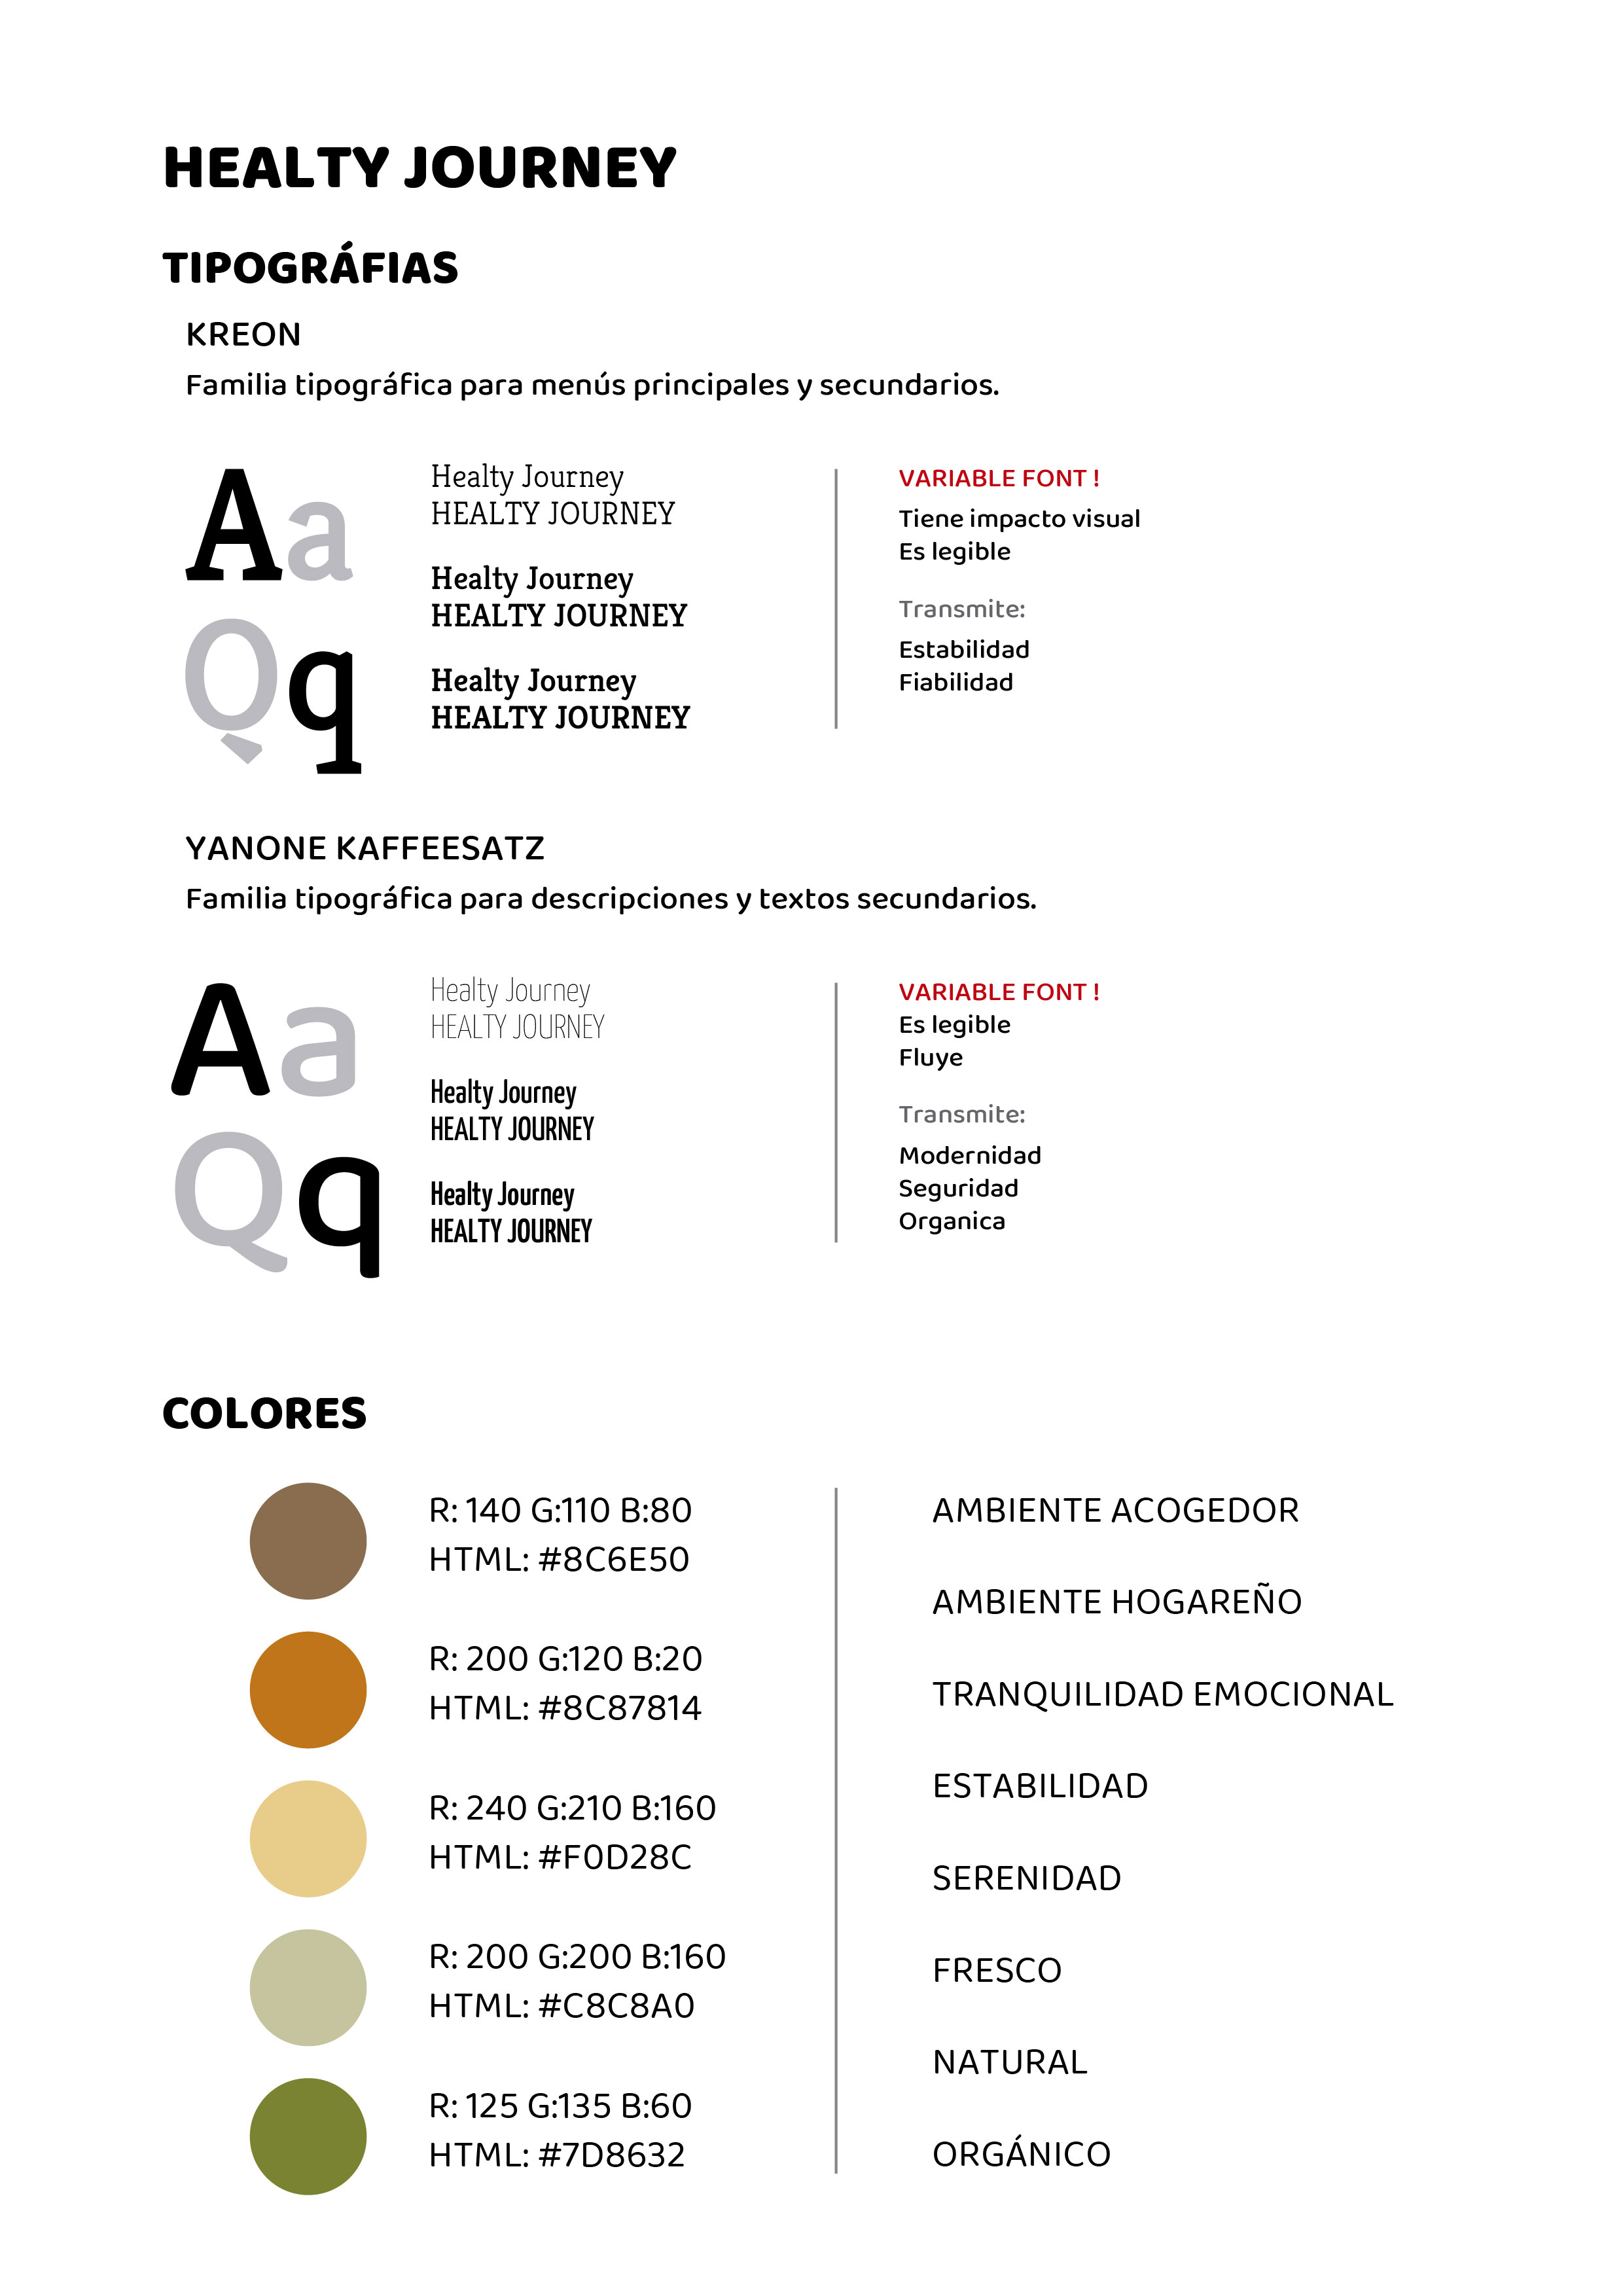 HEALTY JOURNEY
TIPOGRÁFIAS
KREON
Familia tipográfica para menús principales y secundarios.
Aa
Qq
Healty Journey
HEALTY JOURNEY
Healty Journey
HEALTY JOURNEY
Healty Journey
HEALTY JOURNEY
VARIABLE FONT !
Tiene impacto visual
Es legible
Transmite:
Estabilidad
Fiabilidad
YANONE KAFFEESATZ
Familia tipográfica para descripciones y textos secundarios.
Aa
Qq
Healty Journey
HEALTY JOURNEY
Healty Journey
HEALTY JOURNEY
Healty Journey
HEALTY JOURNEY
VARIABLE FONT !
Es legible
Fluye
Transmite:
Modernidad
Seguridad
Organica
COLORES
R: 140 G:110 B:80
HTML: #8C6E50
R: 200 G:120 B:20
HTML: #8C87814
R: 240 G:210 B:160
HTML: #F0D28C
R: 200 G:200 B:160
HTML: #C8C8A0
R: 125 G:135 B:60
HTML: #7D8632
AMBIENTE ACOGEDOR
AMBIENTE HOGAREÑO
TRANQUILIDAD EMOCIONAL
ESTABILIDAD
SERENIDAD
FRESCO
NATURAL
ORGÁNICO